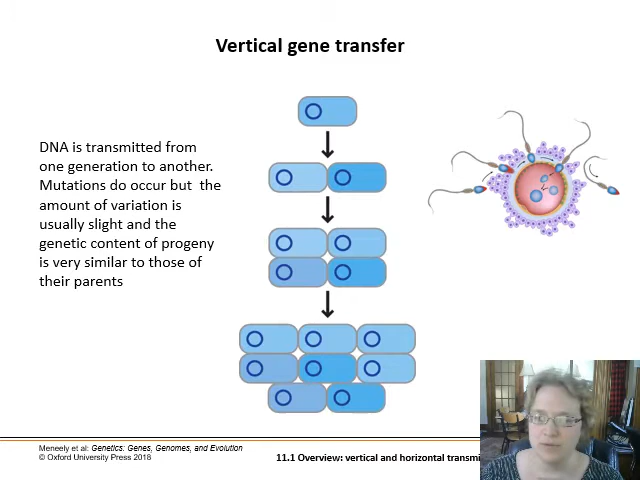 Vertical gene transfer
DNA is transmitted from
one generation to another.
Mutations do occur but  the
amount of variation is
usually slight and the
genetic content of progeny
is very similar to those of
their parents
Meneely et al: Genetics: Genes, Genomes, and Evolution
© Oxford University Press 2018
11.1 Overview: vertical and horizontal transmi